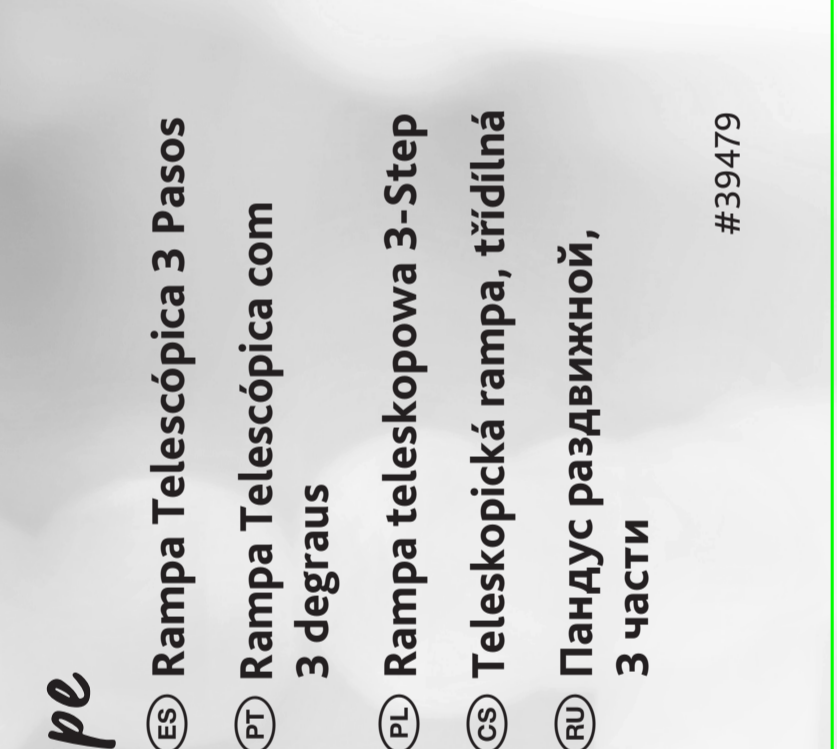 pe
ES Rampa Telescópica 3 Pasos
PT Rampa Telescópica com
3 degraus
PL Rampa teleskopowa 3-Step
CS Teleskopická rampa, třídílná
RU Пандус раздвижной,
3 части
#39479